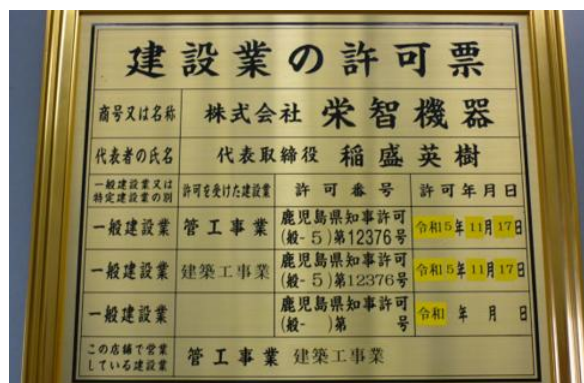 建設業の許可票
商号又は名称 株式会社 栄智機器
代表者の氏名 代表取締役 稲盛英樹
一般建設業又は
特定建設業の別 許可を受けた建設業 許可番号 許可年月日
一般建設業 管工事業 鹿児島県知事許可
(般-5)第12376号 令和5年11月17日
一般建設業 建築工事業 鹿児島県知事許可
(般-5)第12376号 令和5年11月17日
一般建設業 鹿児島県知事許可
(般- )第 号 令和 年 月 日
この店舗で営業
している建設業 管工事業 建築工事業